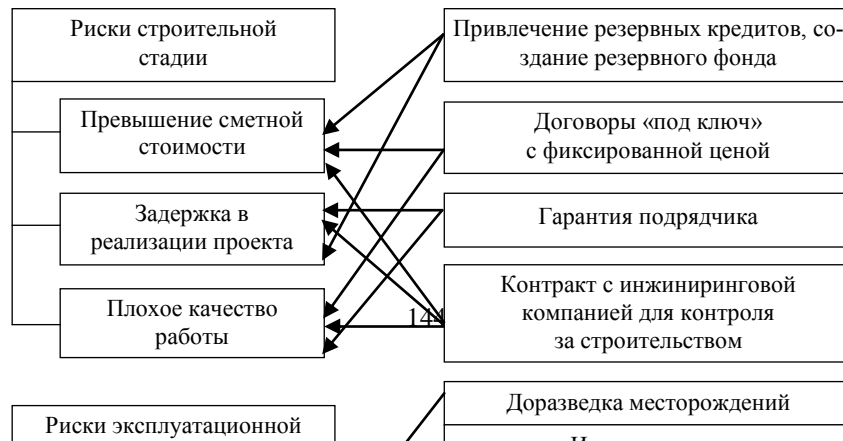 Риски строительной
стадии
Превышение сметной
стоимости
Задержка в
реализации проекта
Плохое качество
работы
Привлечение резервных кредитов, со-
здание резервного фонда
Договоры «под ключ»
с фиксированной ценой
Гарантия подрядчика
Контракт с инжиниринговой
компанией для контроля
за строительством
144
Риски эксплуатационной
Доразведка месторождений